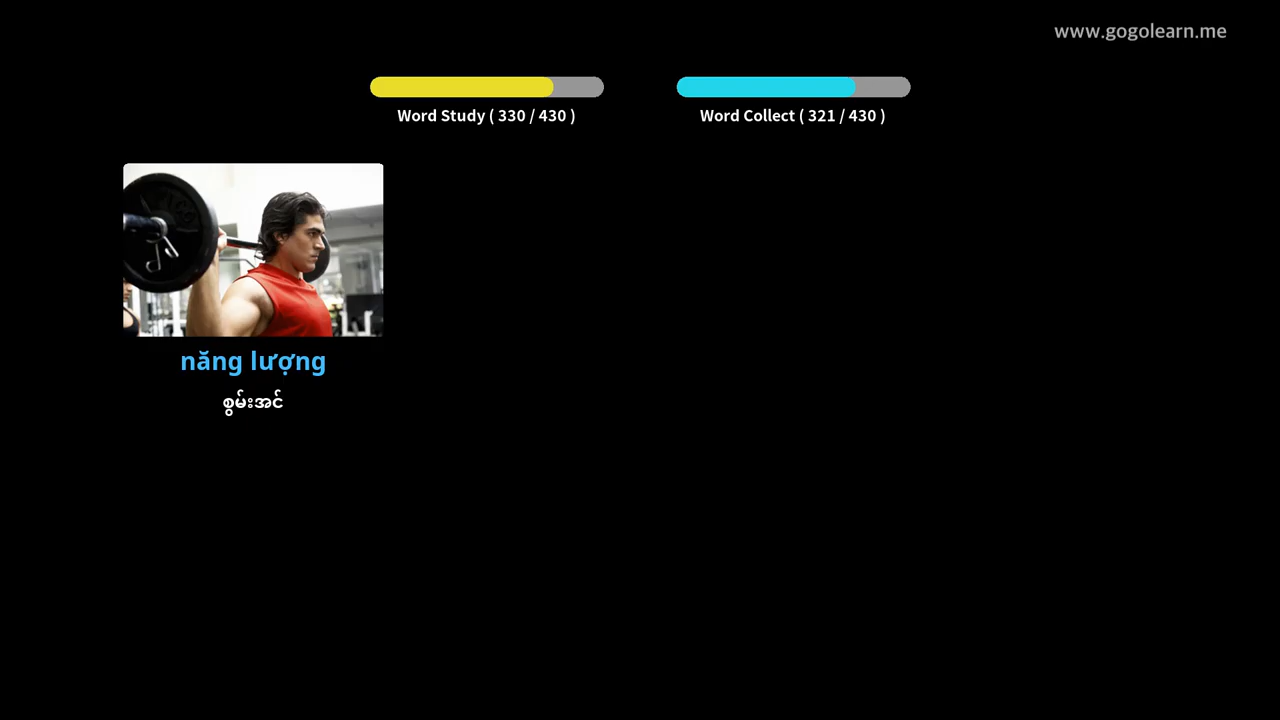 www.gogolearn.me
Word Study ( 330 / 430 )
Word Collect ( 321 / 430 )
năng lượng
စွမ်းအင်